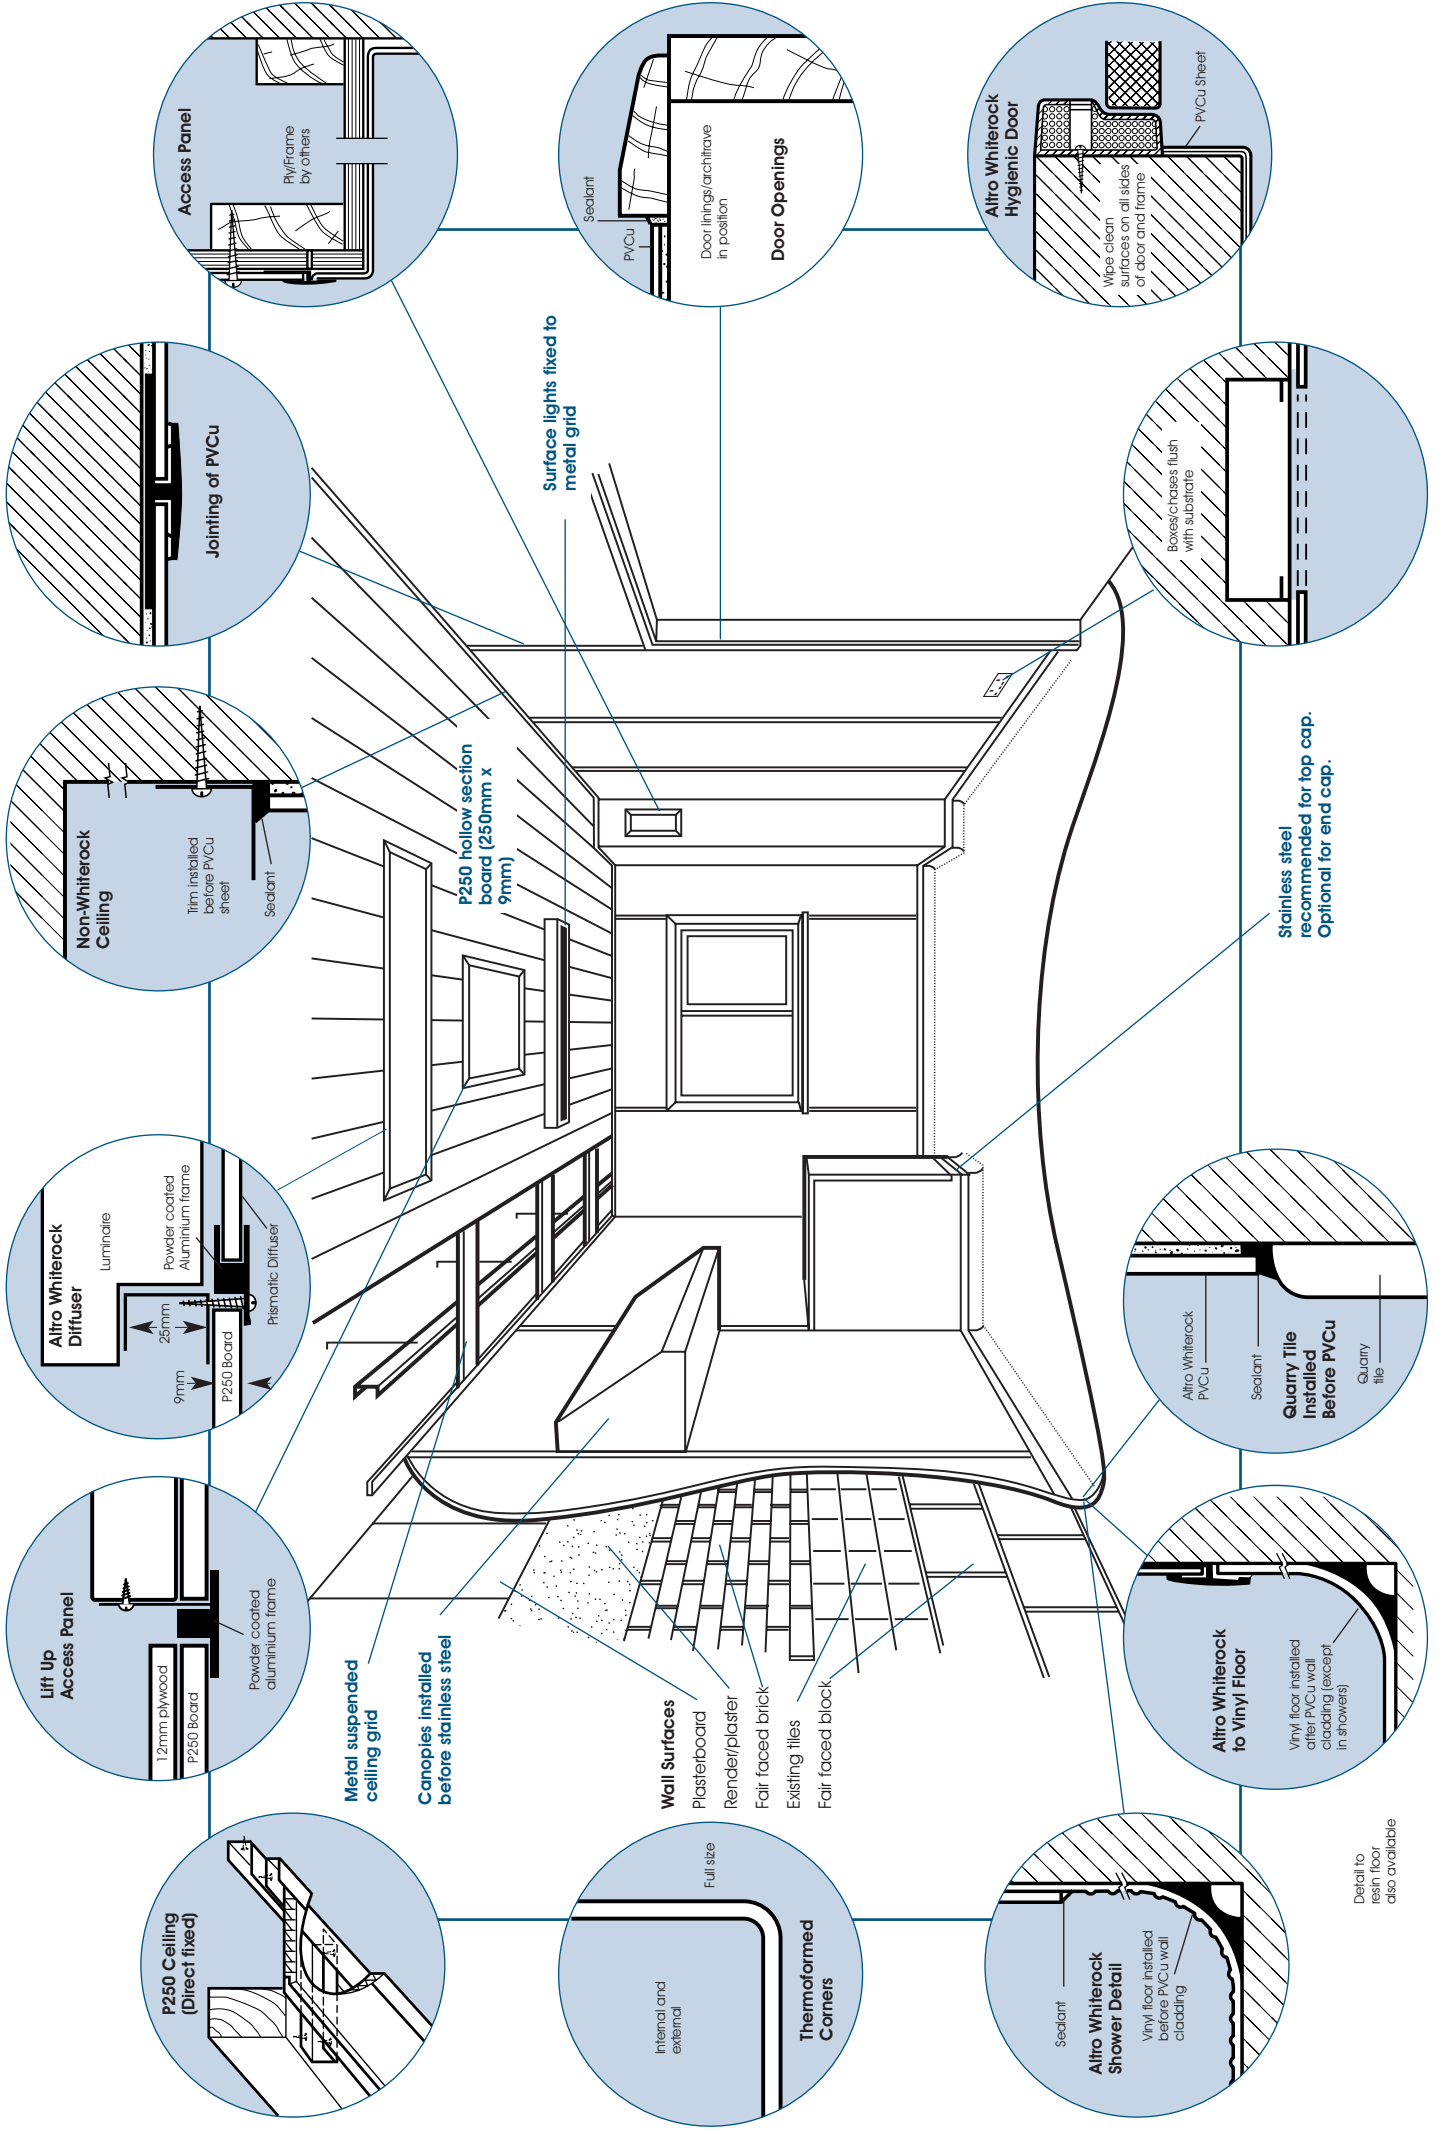 P250 Ceiling
(Direct fixed)
Lift Up
Access Panel
12mm plywood
P250 Board
Powder coated
aluminium frame
Altro Whiterock
Diffuser
Luminaire
Powder coated
Aluminium frame
25mm
9mm
P250 Board
Prismatic Diffuser
Non-Whiterock
Ceiling
Trim installed
before PVCu
sheet
Sealant
Jointing of PVCu
Access Panel
Ply/Frame
by others
Thermoformed
Corners
Internal and
external
Full size
Metal suspended
ceiling grid
Canopies installed
before stainless steel
Wall Surfaces
Plasterboard
Render/plaster
Fair faced brick
Existing tiles
Fair faced block
P250 hollow section
board (250mm x
9mm)
Surface lights fixed to
metal grid
Sealant
PVCu
Door linings/architrave
in position
Door Openings
Altro Whiterock
Hygienic Door
Wipe clean
surfaces on all sides
of door and frame
PVCu Sheet
Boxes/chases flush
with substrate
Stainless steel
recommended for top cap.
Optional for end cap.
Altro Whiterock
PVCu
Sealant
Quarry Tile
Installed
Before PVCu
Quarry
tile
Altro Whiterock
to Vinyl Floor
Vinyl floor installed
after PVCu wall
cladding (except
in showers)
Sealant
Altro Whiterock
Shower Detail
Vinyl floor installed
before PVCu wall
cladding
Detail to
resin floor
also available